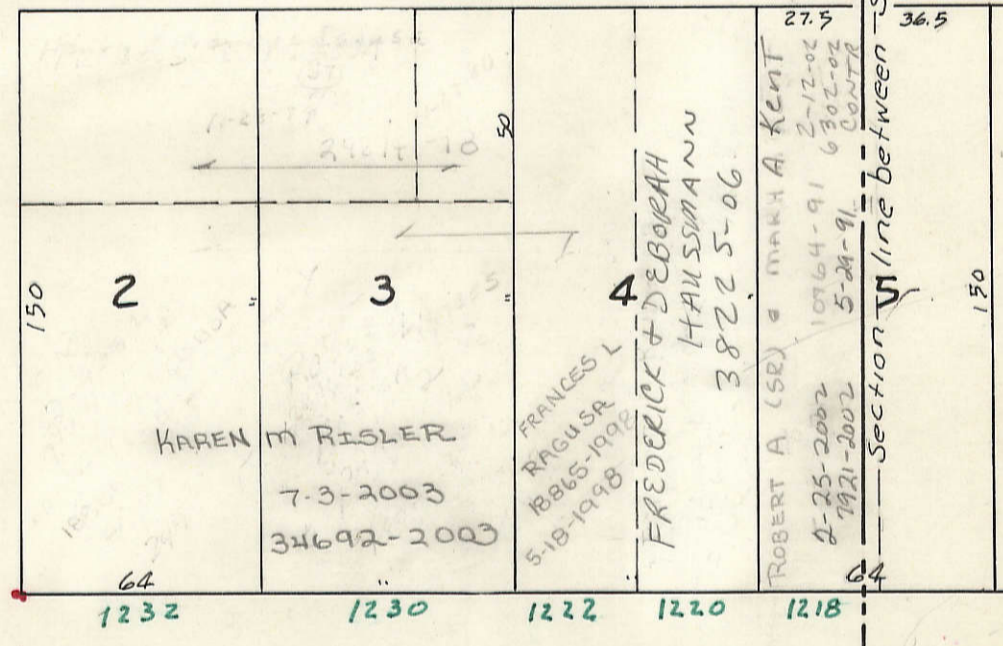 27.5
36.5
50
150
2
3
4
5
150
Section line between
KAREN M RISLER
7-3-2003
34692-2003
FRANCES L
RAGUSA
18865-1998
5-18-1998
FREDERICK + DEBORAH
HAUSSMANN
38225-06
ROBERT A (SR) & MARK A KENT
2-25-2002 10764-91 2-12-02
7921-2002 5-29-91 6302-02
CONTR
64
"
"
"
"
64
1232
1230
1222
1220
1218